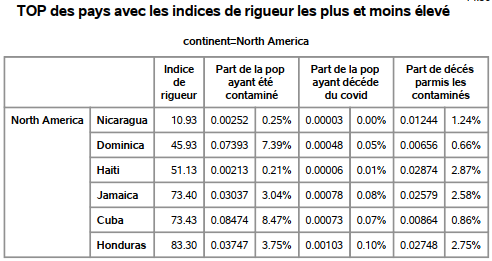 TOP des pays avec les indices de rigueur les plus et moins élevé
continent=North America
Indice de rigueur Part de la pop ayant été contaminé Part de la pop ayant décéde du covid Part de décés parmis les contaminés
North America Nicaragua 10.93 0.00252 0.25% 0.00003 0.00% 0.01244 1.24%
Dominica 45.93 0.07393 7.39% 0.00048 0.05% 0.00656 0.66%
Haiti 51.13 0.00213 0.21% 0.00006 0.01% 0.02874 2.87%
Jamaica 73.40 0.03037 3.04% 0.00078 0.08% 0.02579 2.58%
Cuba 73.43 0.08474 8.47% 0.00073 0.07% 0.00864 0.86%
Honduras 83.30 0.03747 3.75% 0.00103 0.10% 0.02748 2.75%